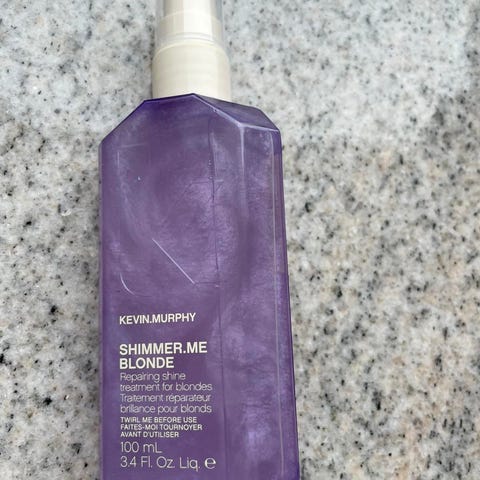 KEVIN.MURPHY
SHIMMER.ME
BLONDE
Repairing shine
treatment for blondes
Traitement réparateur
brillance pour blonds
TWIRL ME BEFORE USE
FAITES-MOI TOURNOYER
AVANT D'UTILISER
100 mL
3.4 Fl. Oz. Liq. ℮